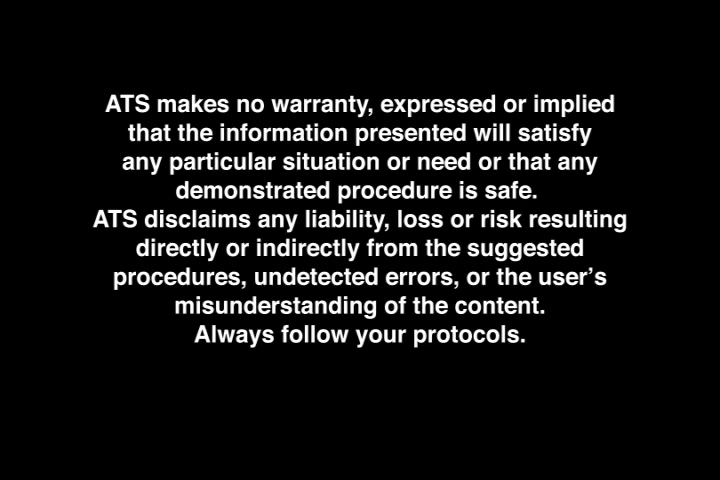 ATS makes no warranty, expressed or implied
that the information presented will satisfy
any particular situation or need or that any
demonstrated procedure is safe.
ATS disclaims any liability, loss or risk resulting
directly or indirectly from the suggested
procedures, undetected errors, or the user’s
misunderstanding of the content.
Always follow your protocols.